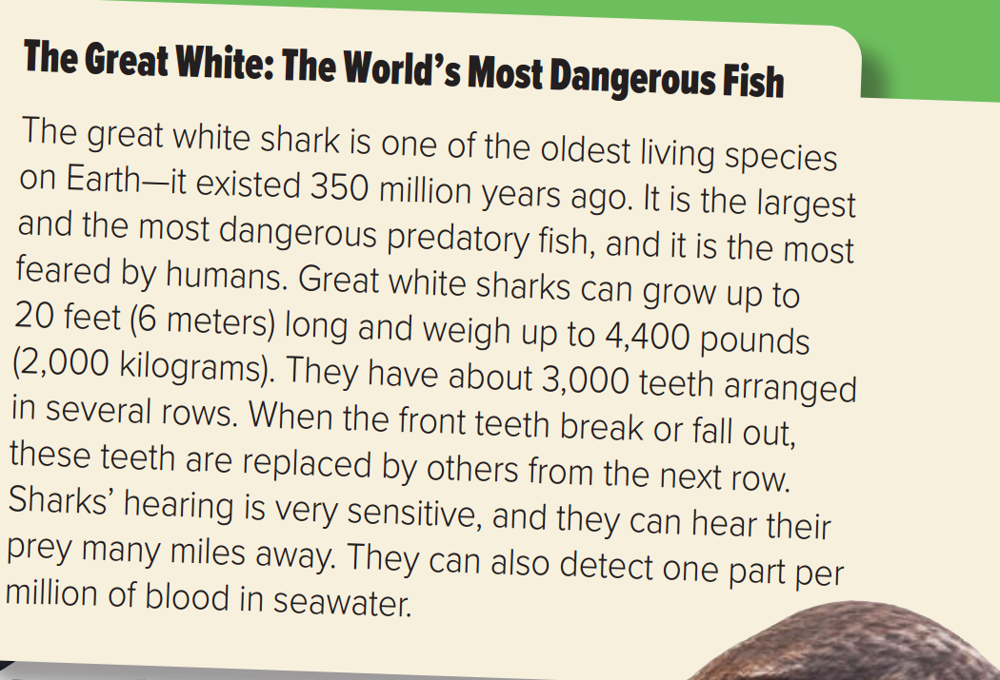 The Great White: The World's Most Dangerous Fish
The great white shark is one of the oldest living species
on Earth—it existed 350 million years ago. It is the largest
and the most dangerous predatory fish, and it is the most
feared by humans. Great white sharks can grow up to
20 feet (6 meters) long and weigh up to 4,400 pounds
(2,000 kilograms). They have about 3,000 teeth arranged
in several rows. When the front teeth break or fall out,
these teeth are replaced by others from the next row.
Sharks' hearing is very sensitive, and they can hear their
prey many miles away. They can also detect one part per
million of blood in seawater.